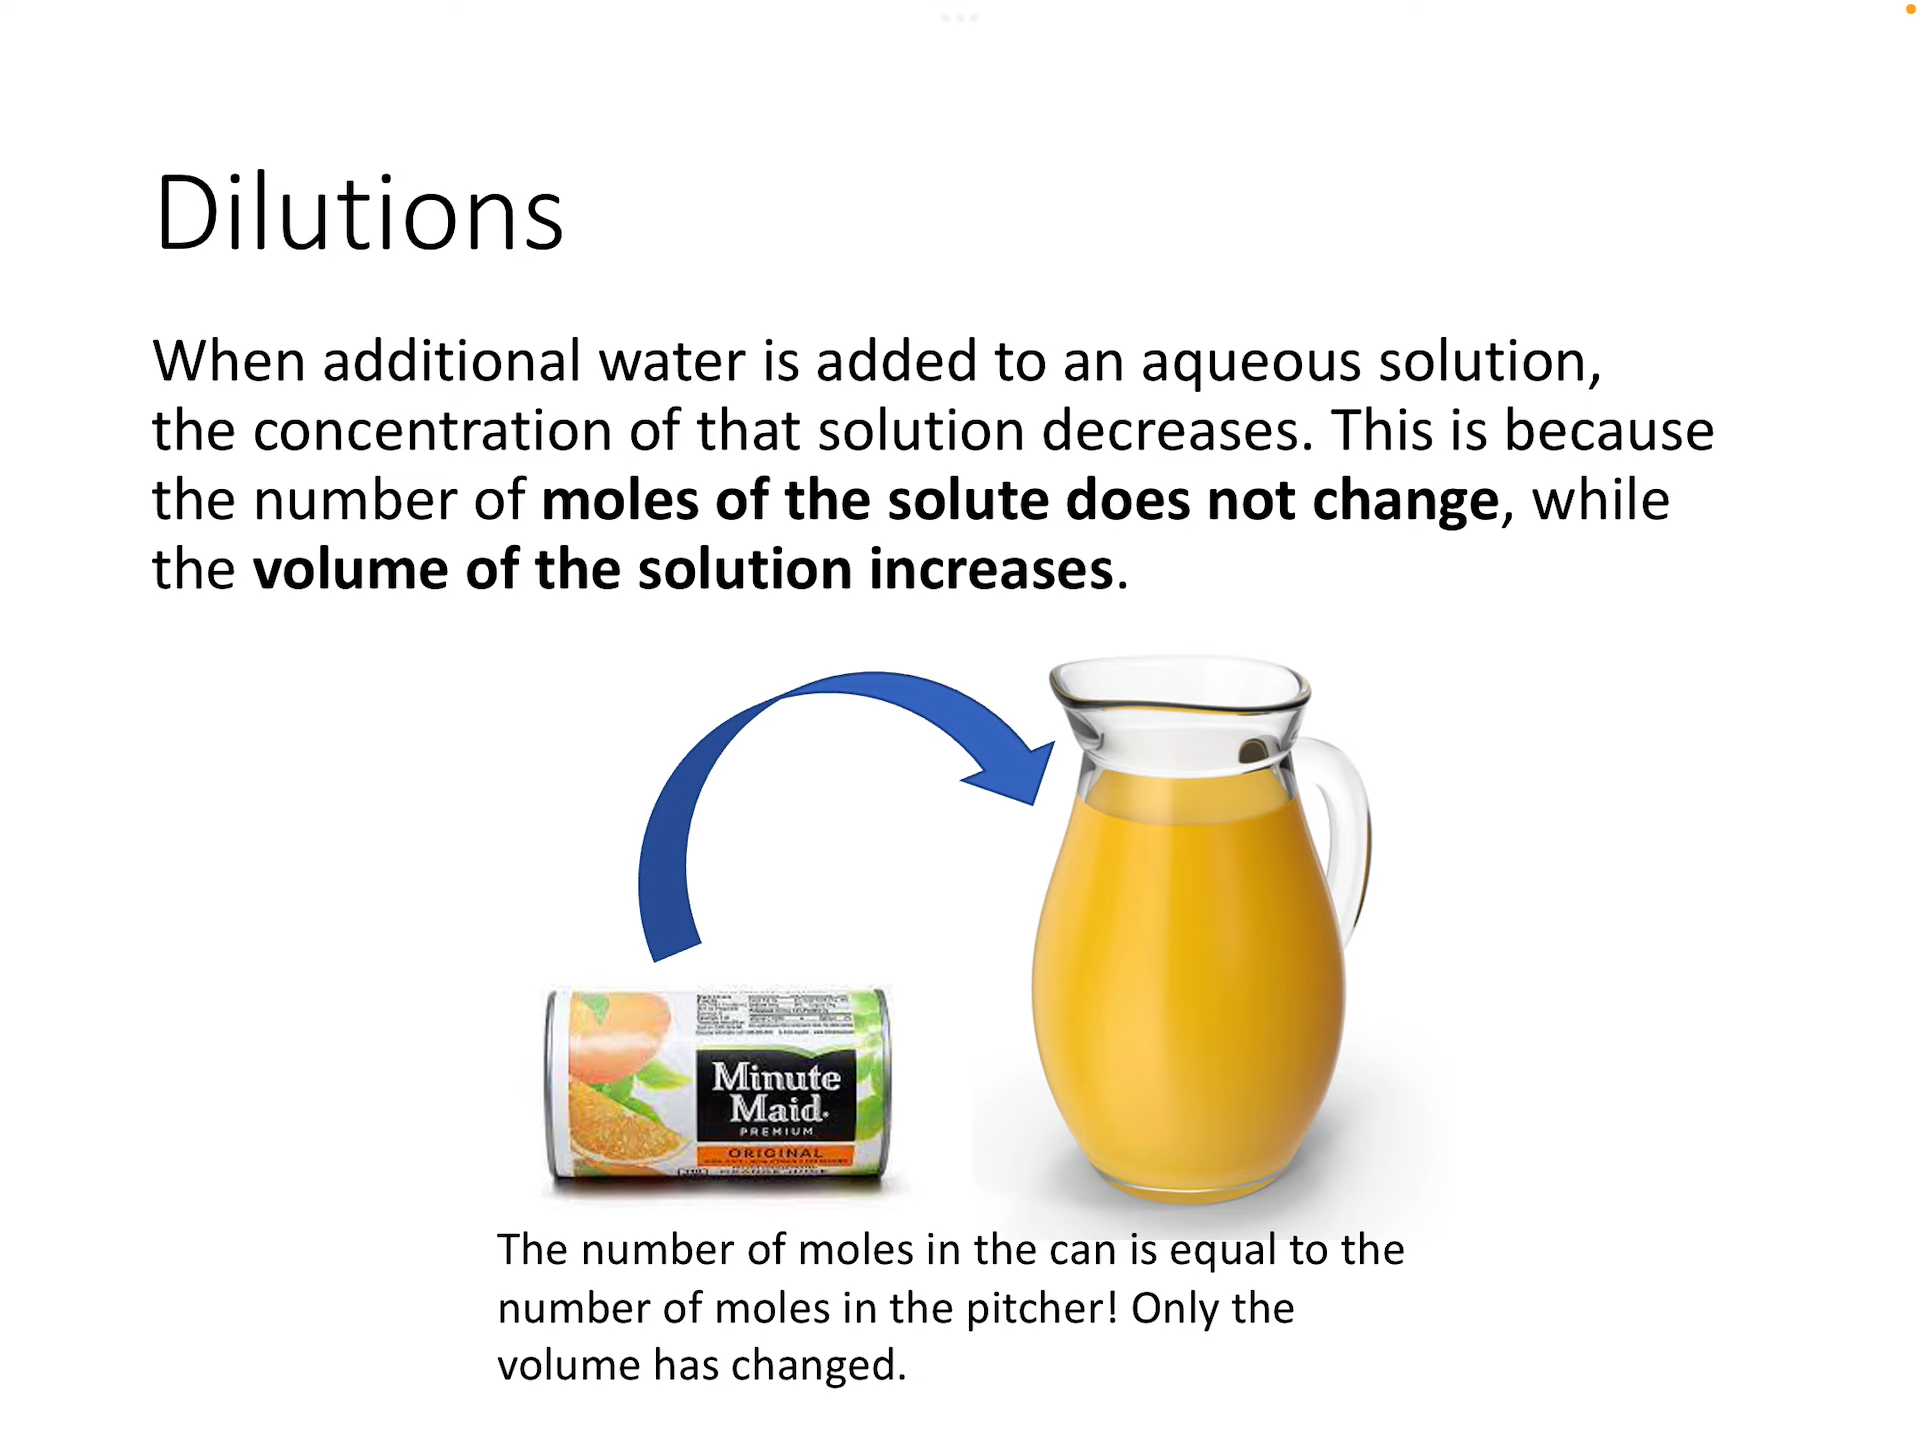 Dilutions
When additional water is added to an aqueous solution,
the concentration of that solution decreases. This is because
the number of moles of the solute does not change, while
the volume of the solution increases.
Minute
Maid
PREMIUM
ORIGINAL
The number of moles in the can is equal to the
number of moles in the pitcher! Only the
volume has changed.